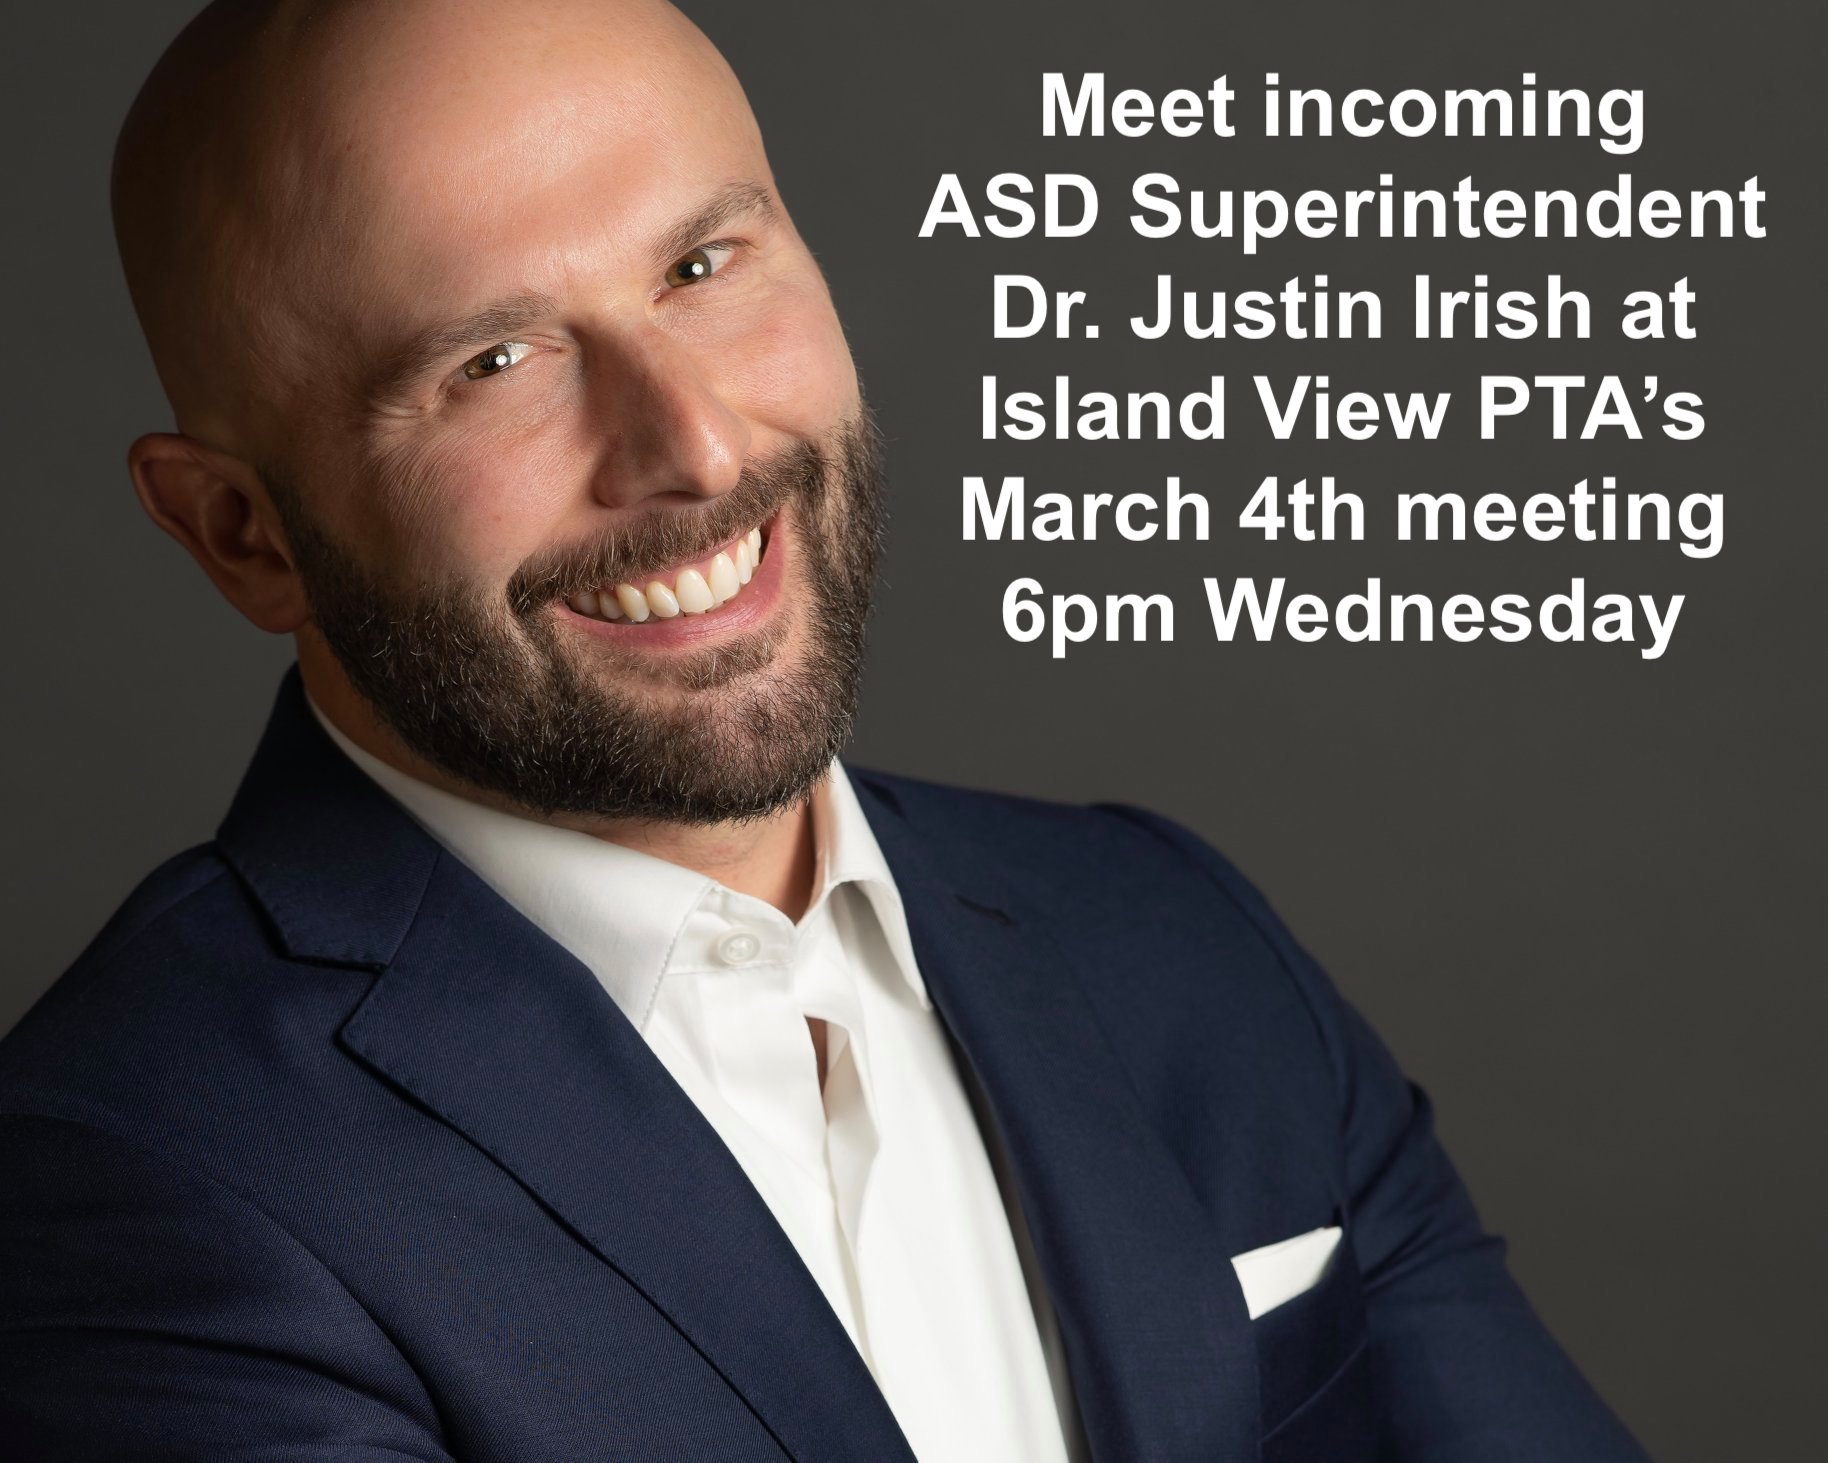 Meet incoming
ASD Superintendent
Dr. Justin Irish at
Island View PTA’s
March 4th meeting
6pm Wednesday